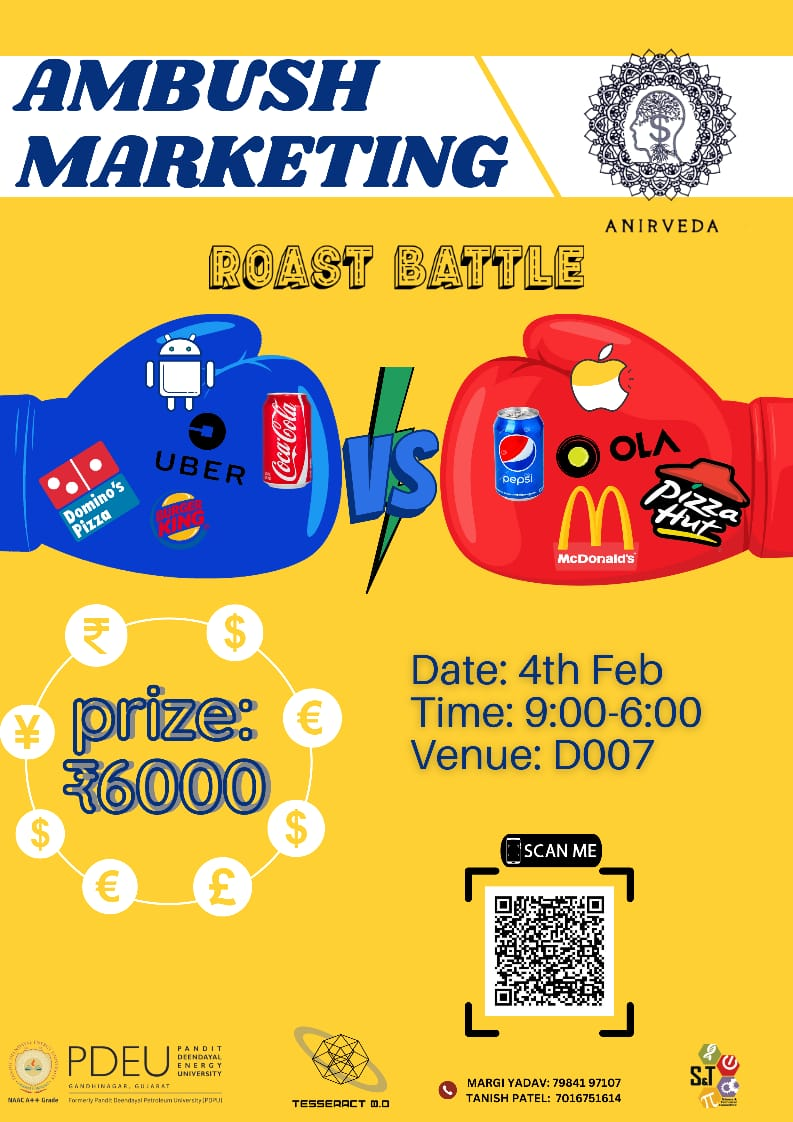 AMBUSH
MARKETING
ANIRVEDA
ROAST BATTLE
UBER
Coca-Cola
Domino's
Pizza
BURGER
KING
VS
pepsi
OLA
McDonald's
Pizza
Hut
₹
$
¥
€
prize:
₹6000
$
$
€
£
Date: 4th Feb
Time: 9:00-6:00
Venue: D007
SCAN ME
PDEU
PANDIT
DEENDAYAL
ENERGY
UNIVERSITY
GANDHINAGAR, GUJARAT
NAAC A++ Grade
Formerly Pandit Deendayal Petroleum University (PDPU)
TESSERACT
MARGI YADAV: 79841 97107
TANISH PATEL: 7016751614
S&T
π